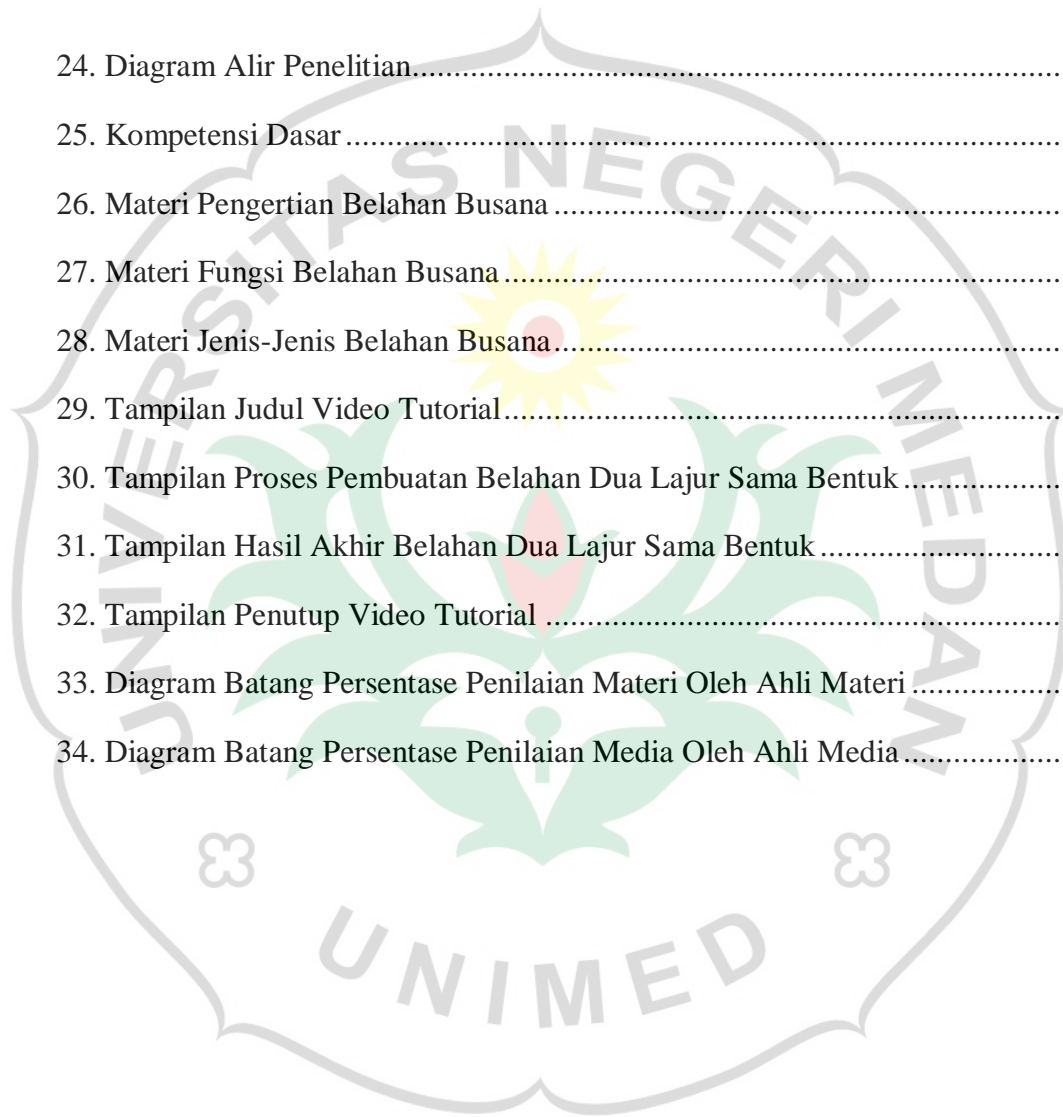 24. Diagram Alir Penelitian................................................................................
25. Kompetensi Dasar ........................................................................................
26. Materi Pengertian Belahan Busana ...............................................................
27. Materi Fungsi Belahan Busana .....................................................................
28. Materi Jenis-Jenis Belahan Busana...............................................................
29. Tampilan Judul Video Tutorial .....................................................................
30. Tampilan Proses Pembuatan Belahan Dua Lajur Sama Bentuk ...................
31. Tampilan Hasil Akhir Belahan Dua Lajur Sama Bentuk ..............................
32. Tampilan Penutup Video Tutorial ................................................................
33. Diagram Batang Persentase Penilaian Materi Oleh Ahli Materi ..................
34. Diagram Batang Persentase Penilaian Media Oleh Ahli Media ...................
UNIVERSITAS NEGERI MEDAN
UNIMED